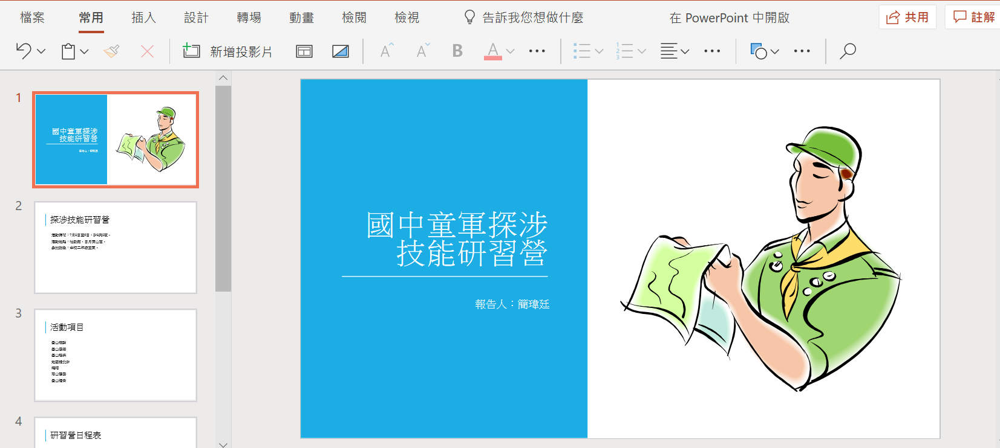 檔案 常用 插入 設計 轉場 動畫 檢閱 檢視 告訴我您想做什麼 在 PowerPoint 中開啟 共用 註解
新增投影片 A A B A 1 2 3
1
國中童軍探涉
技能研習營
2
探涉技能研習營
3
活動項目
4
研習營日程表
國中童軍探涉
技能研習營
報告人：簡瑋廷